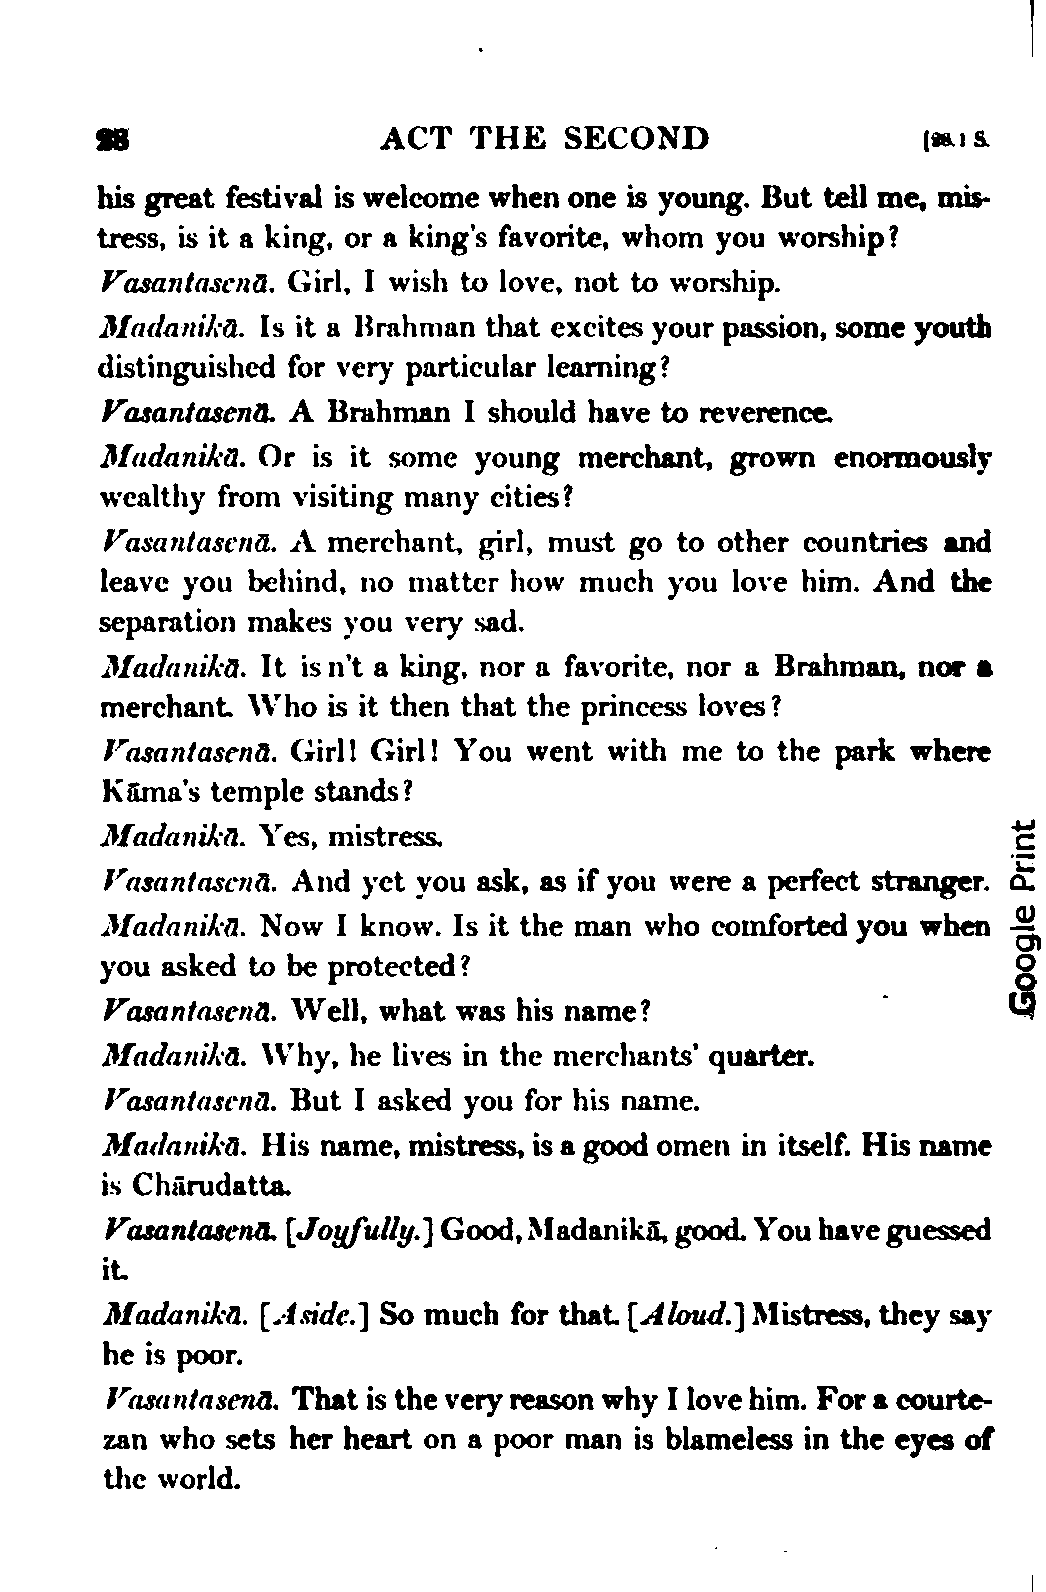 28 ACT THE SECOND [28.1 S.
his great festival is welcome when one is young. But tell me, mis-
tress, is it a king, or a king's favorite, whom you worship?
Vasantasenā. Girl, I wish to love, not to worship.
Madanikā. Is it a Brahman that excites your passion, some youth
distinguished for very particular learning?
Vasantasenā. A Brahman I should have to reverence.
Madanikā. Or is it some young merchant, grown enormously
wealthy from visiting many cities?
Vasantasenā. A merchant, girl, must go to other countries and
leave you behind, no matter how much you love him. And the
separation makes you very sad.
Madanikā. It is n't a king, nor a favorite, nor a Brahman, nor a
merchant. Who is it then that the princess loves?
Vasantasenā. Girl! Girl! You went with me to the park where
Kāma's temple stands?
Madanikā. Yes, mistress.
Vasantasenā. And yet you ask, as if you were a perfect stranger.
Madanikā. Now I know. Is it the man who comforted you when
you asked to be protected?
Vasantasenā. Well, what was his name?
Madanikā. Why, he lives in the merchants' quarter.
Vasantasenā. But I asked you for his name.
Madanikā. His name, mistress, is a good omen in itself. His name
is Chārudatta.
Vasantasenā. [Joyfully.] Good, Madanikā, good. You have guessed
it.
Madanikā. [Aside.] So much for that. [Aloud.] Mistress, they say
he is poor.
Vasantasenā. That is the very reason why I love him. For a courte-
zan who sets her heart on a poor man is blameless in the eyes of
the world.
Google Print